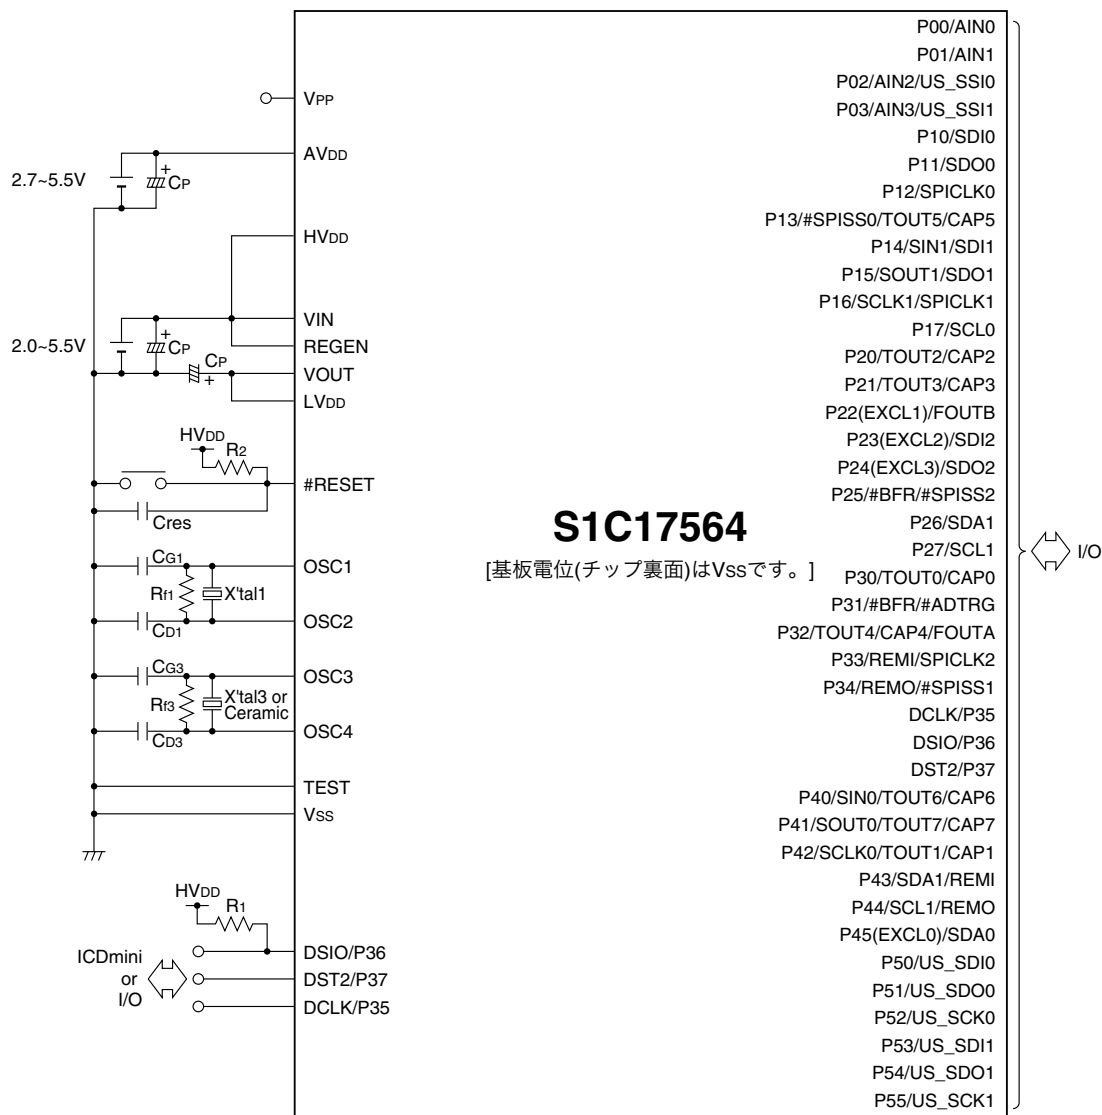 VPP
AVDD
2.7~5.5V
+
CP
HVDD
VIN
REGEN
2.0~5.5V
+
CP
CP
+
VOUT
LVDD
HVDD
R2
#RESET
Cres
CG1
OSC1
Rf1
X'tal1
CD1
OSC2
CG3
OSC3
Rf3
X'tal3 or
Ceramic
CD3
OSC4
TEST
VSS
HVDD
R1
ICDmini
or
I/O
DSIO/P36
DST2/P37
DCLK/P35
S1C17564
[基板電位(チップ裏面)はVSSです。]
P00/AIN0
P01/AIN1
P02/AIN2/US_SSI0
P03/AIN3/US_SSI1
P10/SDI0
P11/SDO0
P12/SPICLK0
P13/#SPISS0/TOUT5/CAP5
P14/SIN1/SDI1
P15/SOUT1/SDO1
P16/SCLK1/SPICLK1
P17/SCL0
P20/TOUT2/CAP2
P21/TOUT3/CAP3
P22(EXCL1)/FOUTB
P23(EXCL2)/SDI2
P24(EXCL3)/SDO2
P25/#BFR/#SPISS2
P26/SDA1
P27/SCL1
P30/TOUT0/CAP0
P31/#BFR/#ADTRG
P32/TOUT4/CAP4/FOUTA
P33/REMI/SPICLK2
P34/REMO/#SPISS1
DCLK/P35
DSIO/P36
DST2/P37
P40/SIN0/TOUT6/CAP6
P41/SOUT0/TOUT7/CAP7
P42/SCLK0/TOUT1/CAP1
P43/SDA1/REMI
P44/SCL1/REMO
P45(EXCL0)/SDA0
P50/US_SDI0
P51/US_SDO0
P52/US_SCK0
P53/US_SDI1
P54/US_SDO1
P55/US_SCK1
I/O